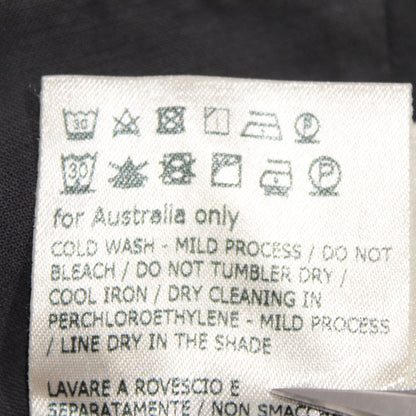 30 P
30 P
for Australia only
COLD WASH - MILD PROCESS / DO NOT
BLEACH / DO NOT TUMBLER DRY /
COOL IRON / DRY CLEANING IN
PERCHLOROETHYLENE - MILD PROCESS
/ LINE DRY IN THE SHADE
LAVARE A ROVESCIO E
SEPARATAMENTE / NON SMACCHIARE